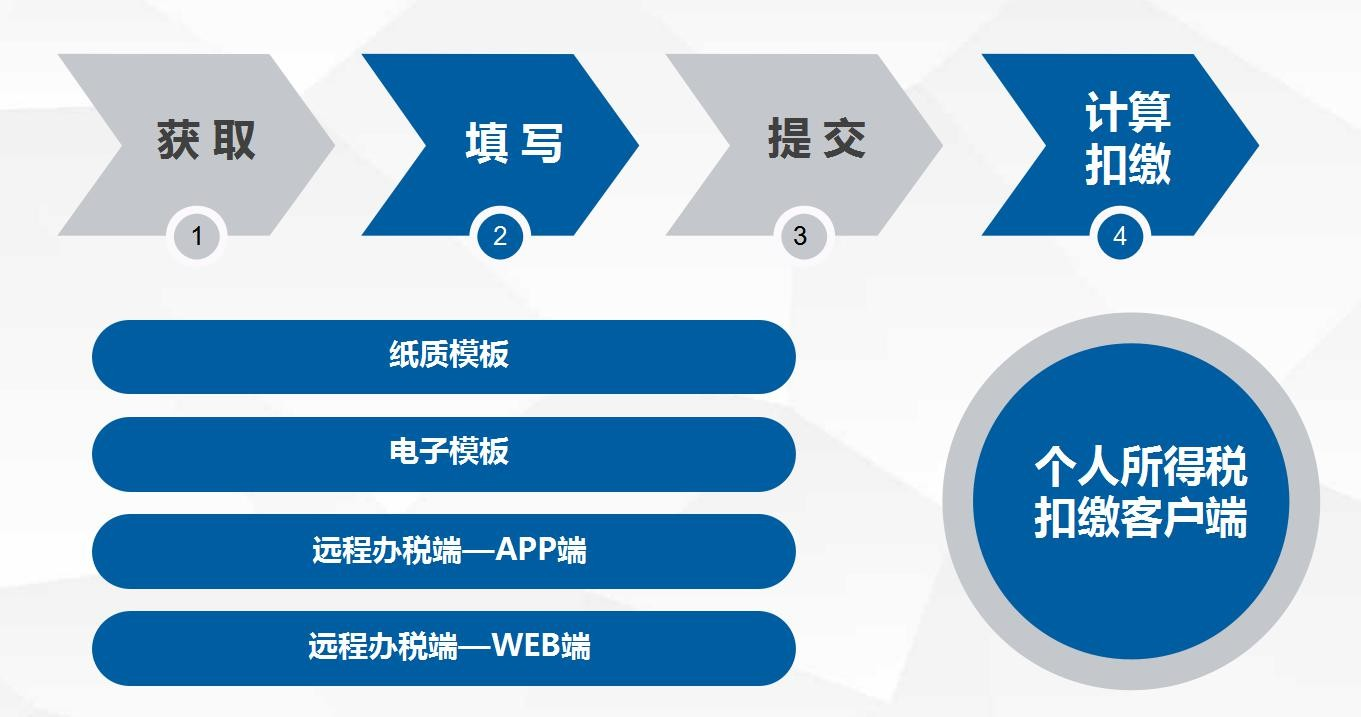 获取
填写
提交
计算
扣缴
1
2
3
4
纸质模板
电子模板
远程办税端—APP端
远程办税端—WEB端
个人所得税
扣缴客户端